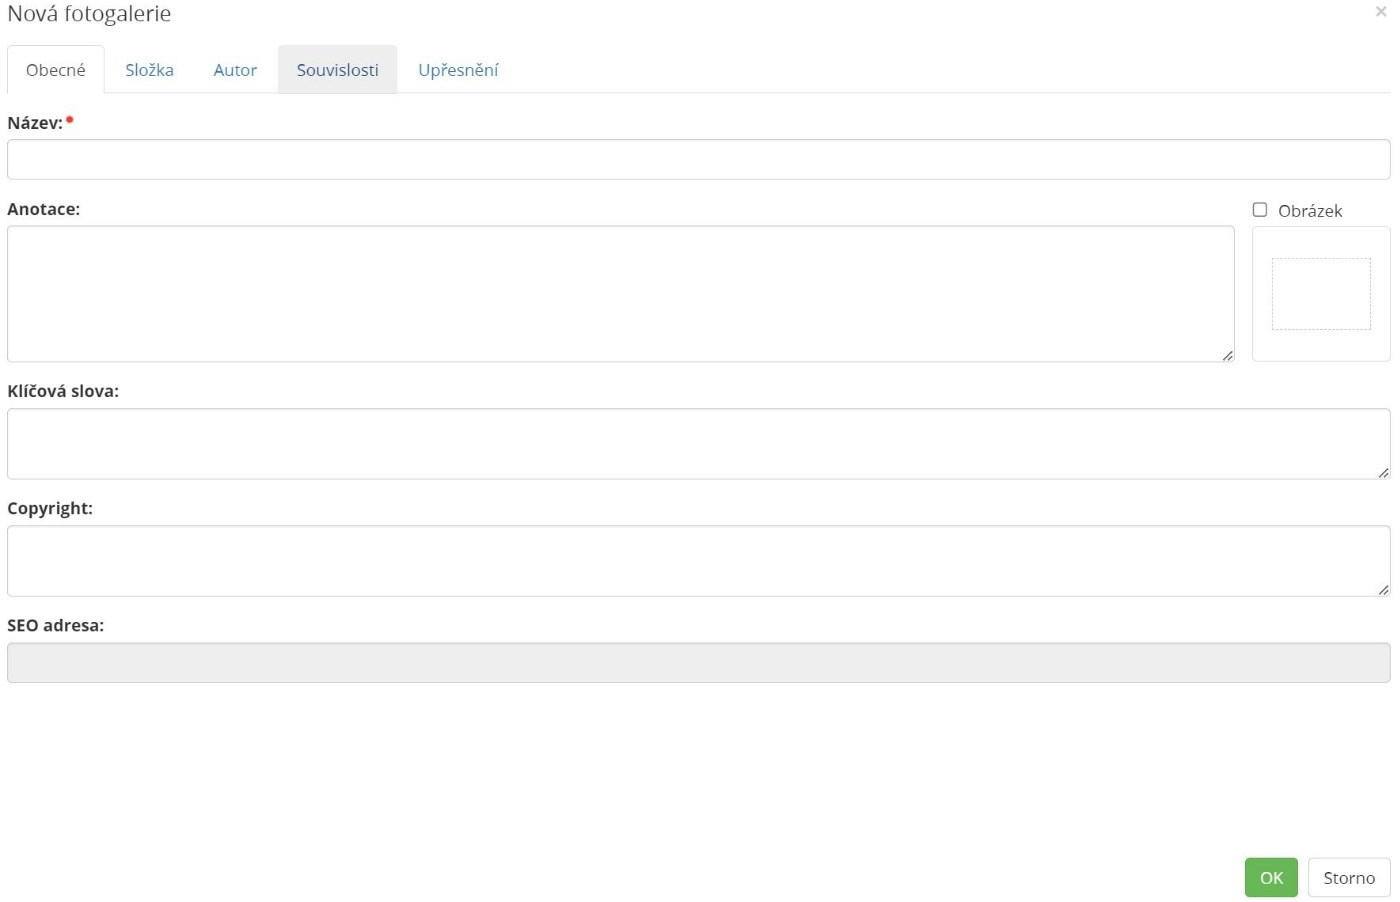 Nová fotogalerie ×
Obecné Složka Autor Souvislosti Upřesnění
Název:
Anotace:
Obrázek
Klíčová slova:
Copyright:
SEO adresa:
OK Storno